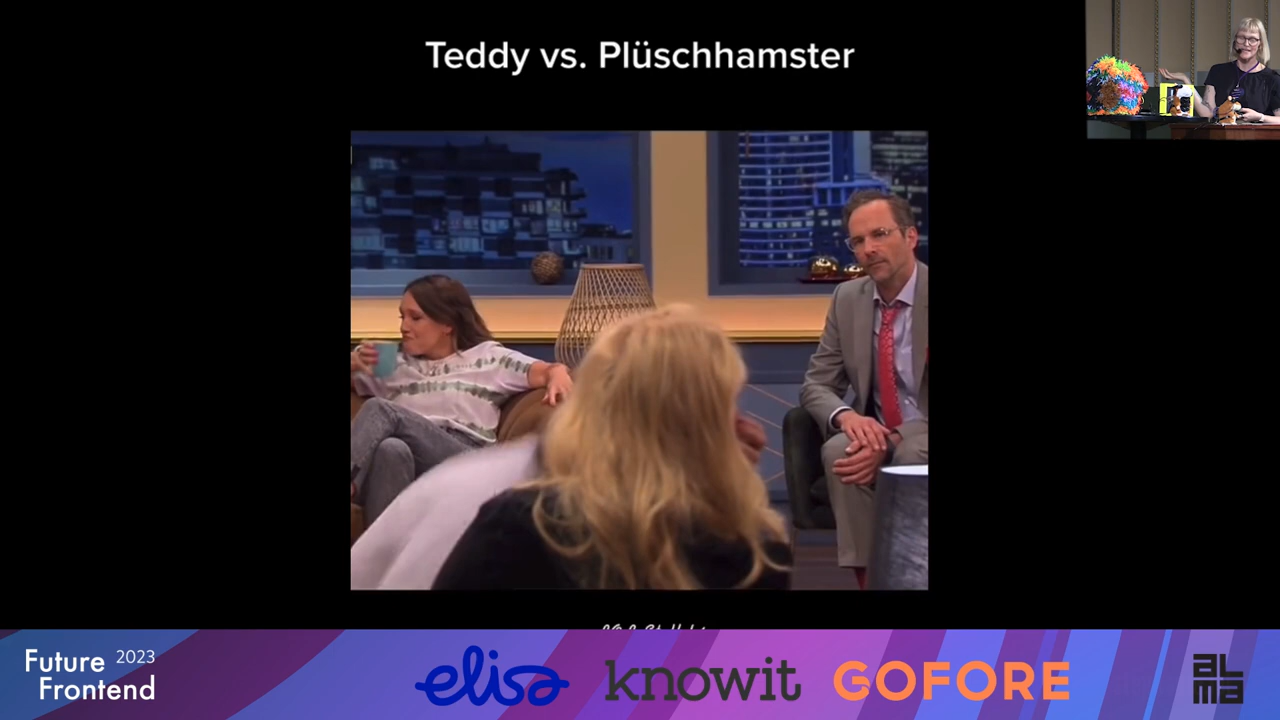 Teddy vs. Plüschhamster
Future 2023
Frontend
elisa
knowit
GOFORE
aLma